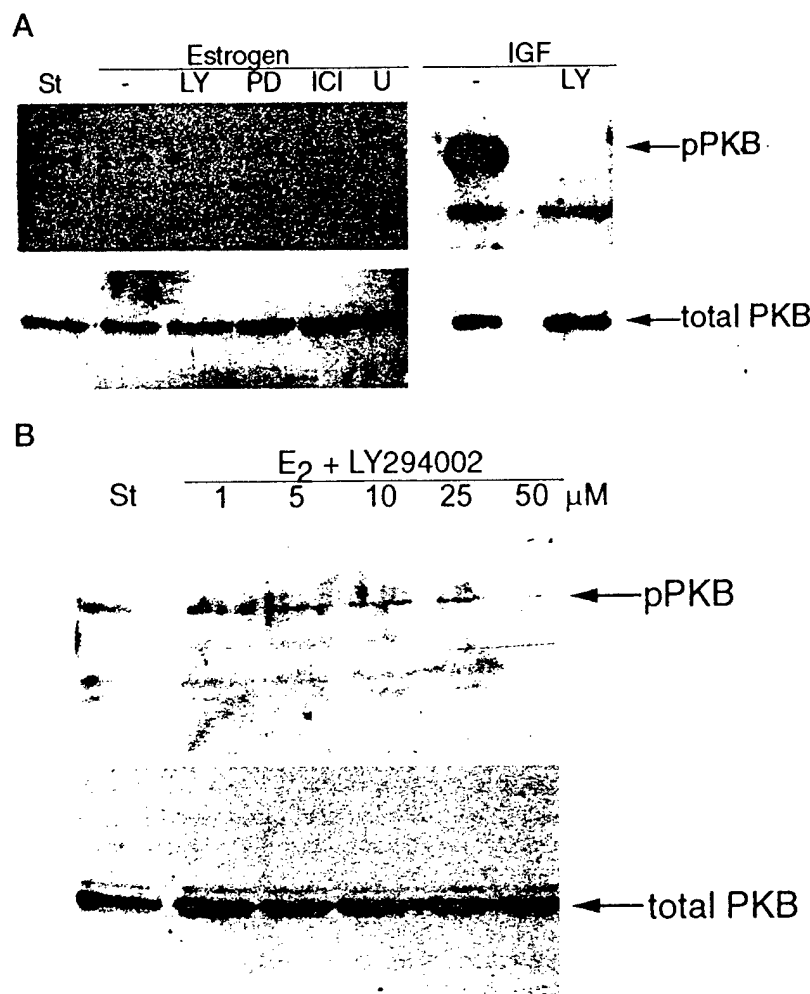 A
Estrogen
IGF
St - LY PD ICI U - LY
pPKB
total PKB
B
E2 + LY294002
St 1 5 10 25 50 μM
pPKB
total PKB